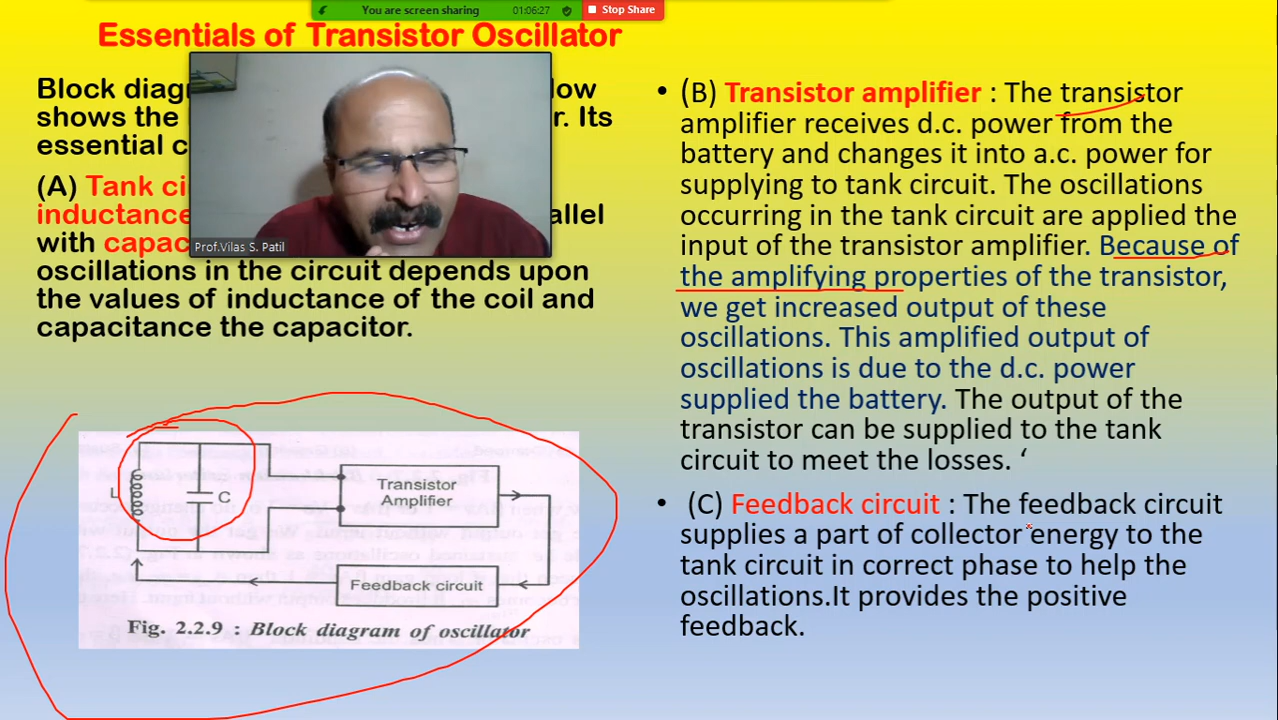 You are screen sharing
01:06:27
Stop Share
Essentials of Transistor Oscillator
Block diag low
shows the r. Its
essential c
(A) Tank ci
inductance allel
with capac
oscillations in the circuit depends upon
the values of inductance of the coil and
capacitance the capacitor.
Prof.Vilas S. Patil
L
C
Transistor
Amplifier
Feedback circuit
Fig. 2.2.9 : Block diagram of oscillator
• (B) Transistor amplifier : The transistor
amplifier receives d.c. power from the
battery and changes it into a.c. power for
supplying to tank circuit. The oscillations
occurring in the tank circuit are applied the
input of the transistor amplifier. Because of
the amplifying properties of the transistor,
we get increased output of these
oscillations. This amplified output of
oscillations is due to the d.c. power
supplied the battery. The output of the
transistor can be supplied to the tank
circuit to meet the losses. ‘
• (C) Feedback circuit : The feedback circuit
supplies a part of collector energy to the
tank circuit in correct phase to help the
oscillations.It provides the positive
feedback.